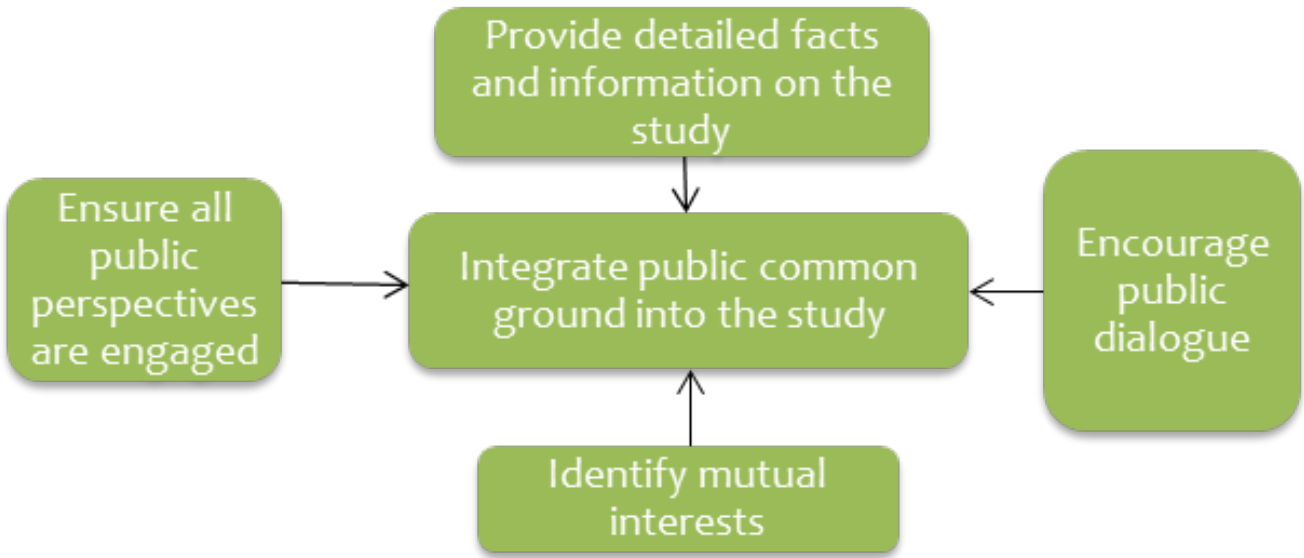 Provide detailed facts
and information on the
study
Ensure all
public
perspectives
are engaged
Integrate public common
ground into the study
Encourage
public
dialogue
Identify mutual
interests